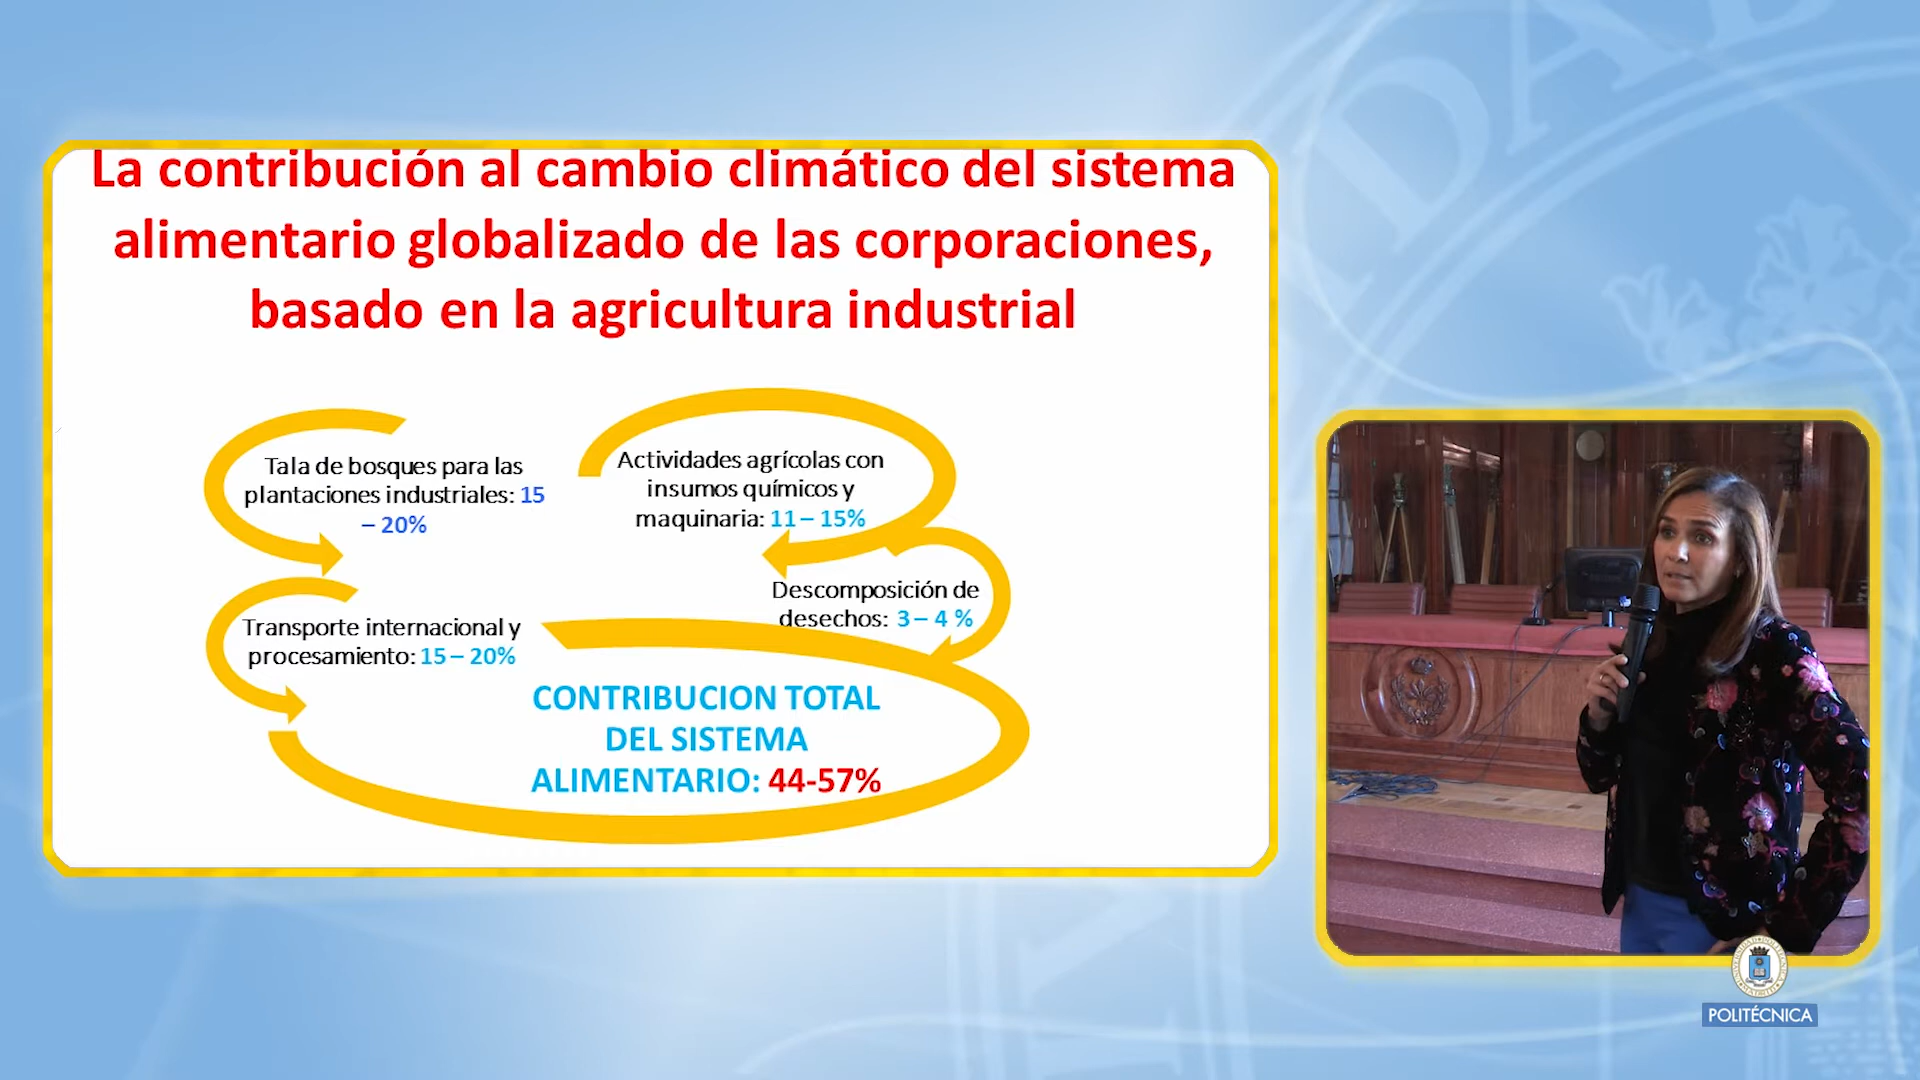 La contribución al cambio climático del sistema
alimentario globalizado de las corporaciones,
basado en la agricultura industrial
Tala de bosques para las
plantaciones industriales: 15
– 20%
Actividades agrícolas con
insumos químicos y
maquinaria: 11 – 15%
Descomposición de
desechos: 3 – 4 %
Transporte internacional y
procesamiento: 15 – 20%
CONTRIBUCION TOTAL
DEL SISTEMA
ALIMENTARIO: 44-57%
POLITÉCNICA